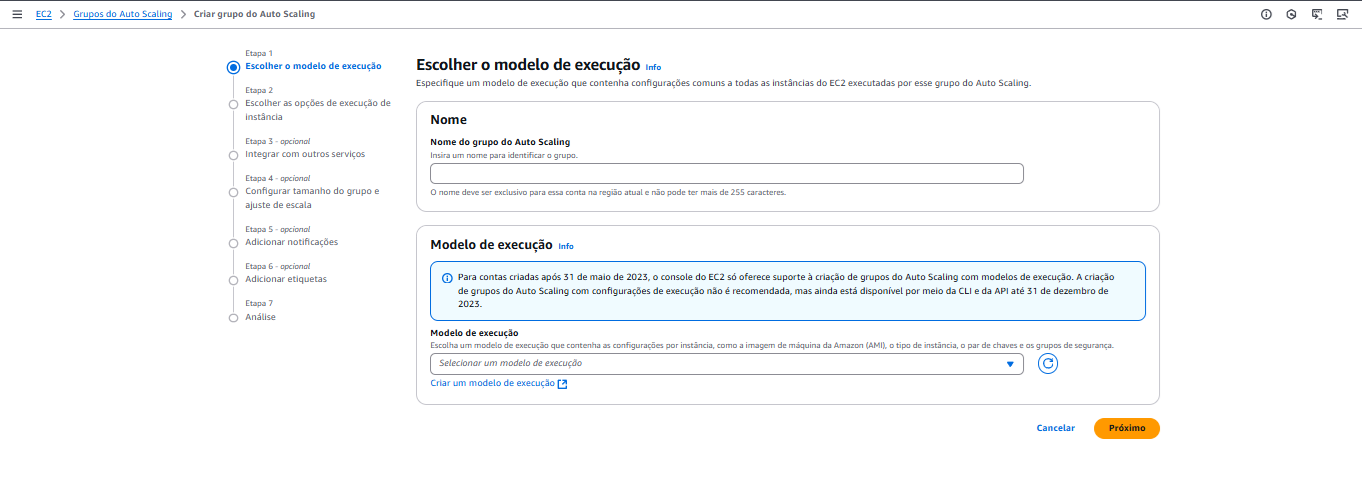 EC2 > Grupos do Auto Scaling > Criar grupo do Auto Scaling
Etapa 1
Escolher o modelo de execução
Etapa 2
Escolher as opções de execução de
instância
Etapa 3 - opcional
Integrar com outros serviços
Etapa 4 - opcional
Configurar tamanho do grupo e
ajuste de escala
Etapa 5 - opcional
Adicionar notificações
Etapa 6 - opcional
Adicionar etiquetas
Etapa 7
Análise
Escolher o modelo de execução Info
Especifique um modelo de execução que contenha configurações comuns a todas as instâncias do EC2 executadas por esse grupo do Auto Scaling.
Nome
Nome do grupo do Auto Scaling
Insira um nome para identificar o grupo.
O nome deve ser exclusivo para essa conta na região atual e não pode ter mais de 255 caracteres.
Modelo de execução Info
Para contas criadas após 31 de maio de 2023, o console do EC2 só oferece suporte à criação de grupos do Auto Scaling com modelos de execução. A criação
de grupos do Auto Scaling com configurações de execução não é recomendada, mas ainda está disponível por meio da CLI e da API até 31 de dezembro de
2023.
Modelo de execução
Escolha um modelo de execução que contenha as configurações por instância, como a imagem de máquina da Amazon (AMI), o tipo de instância, o par de chaves e os grupos de segurança.
Selecionar um modelo de execução
Criar um modelo de execução
Cancelar
Próximo